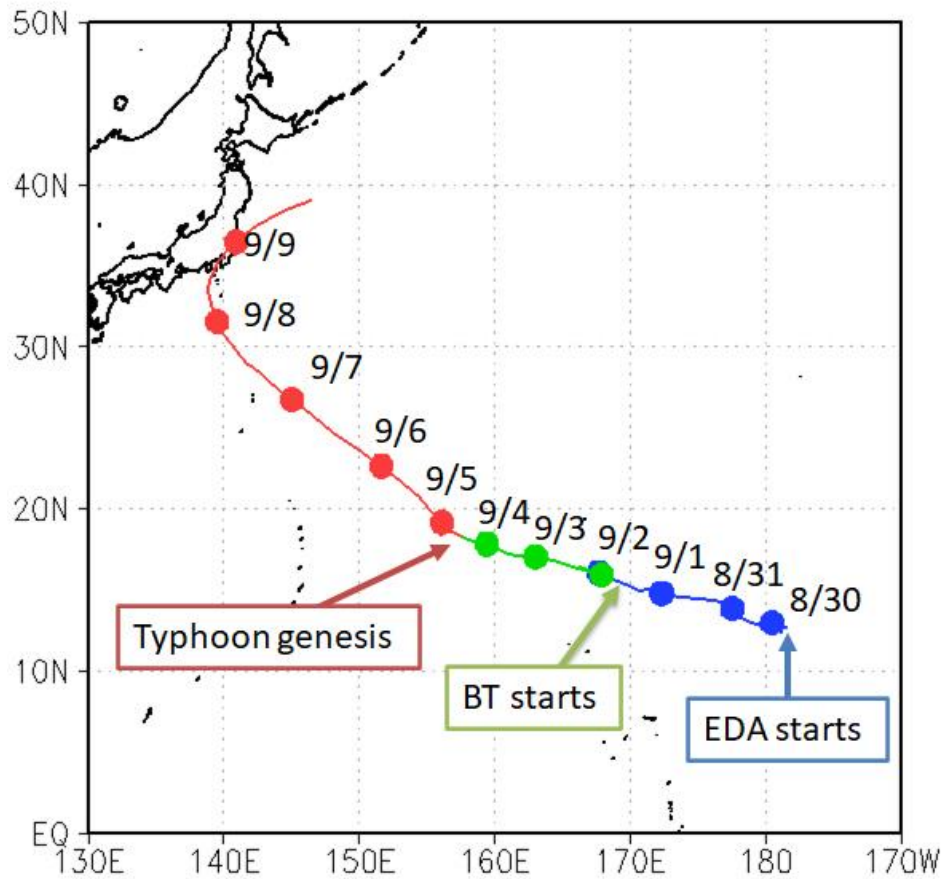 50N
40N
9/9
9/8
30N
9/7
9/6
9/5
20N
9/4
9/3
9/2
9/1
8/31
8/30
Typhoon genesis
10N
BT starts
EDA starts
EQ
130E
140E
150E
160E
170E
180
170W